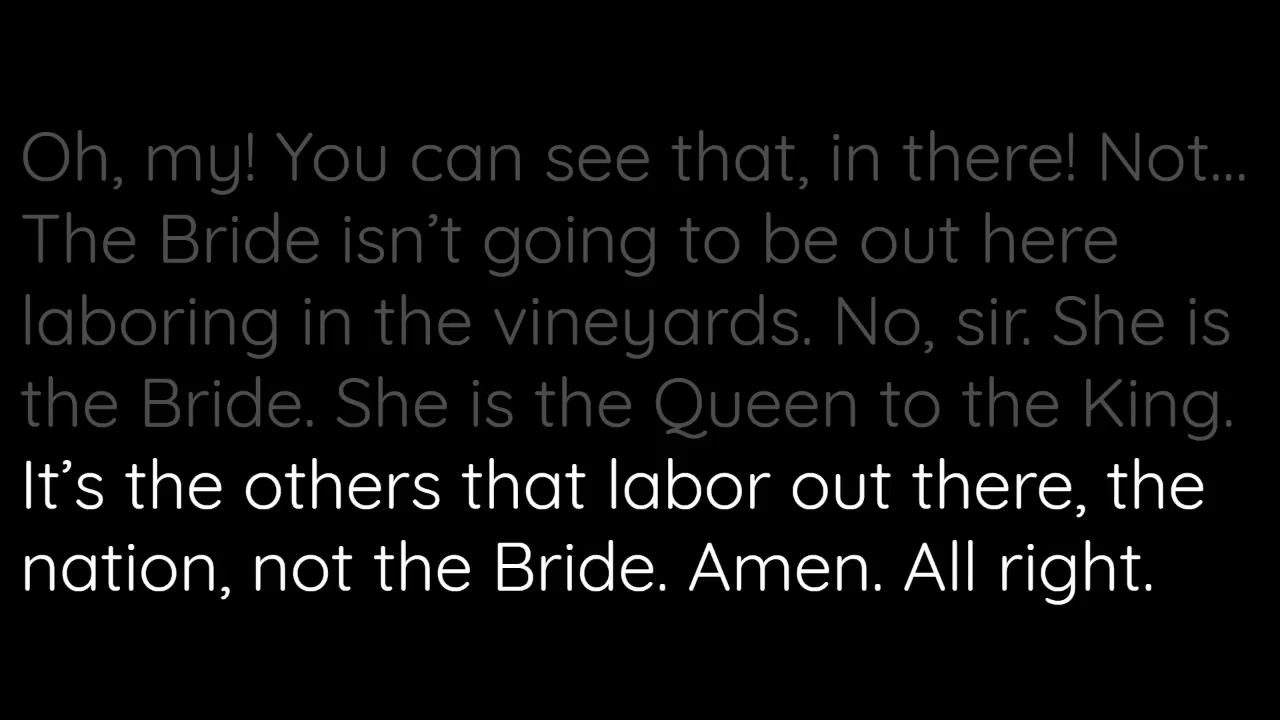 Oh, my! You can see that, in there! Not...
The Bride isn’t going to be out here
laboring in the vineyards. No, sir. She is
the Bride. She is the Queen to the King.
It’s the others that labor out there, the
nation, not the Bride. Amen. All right.